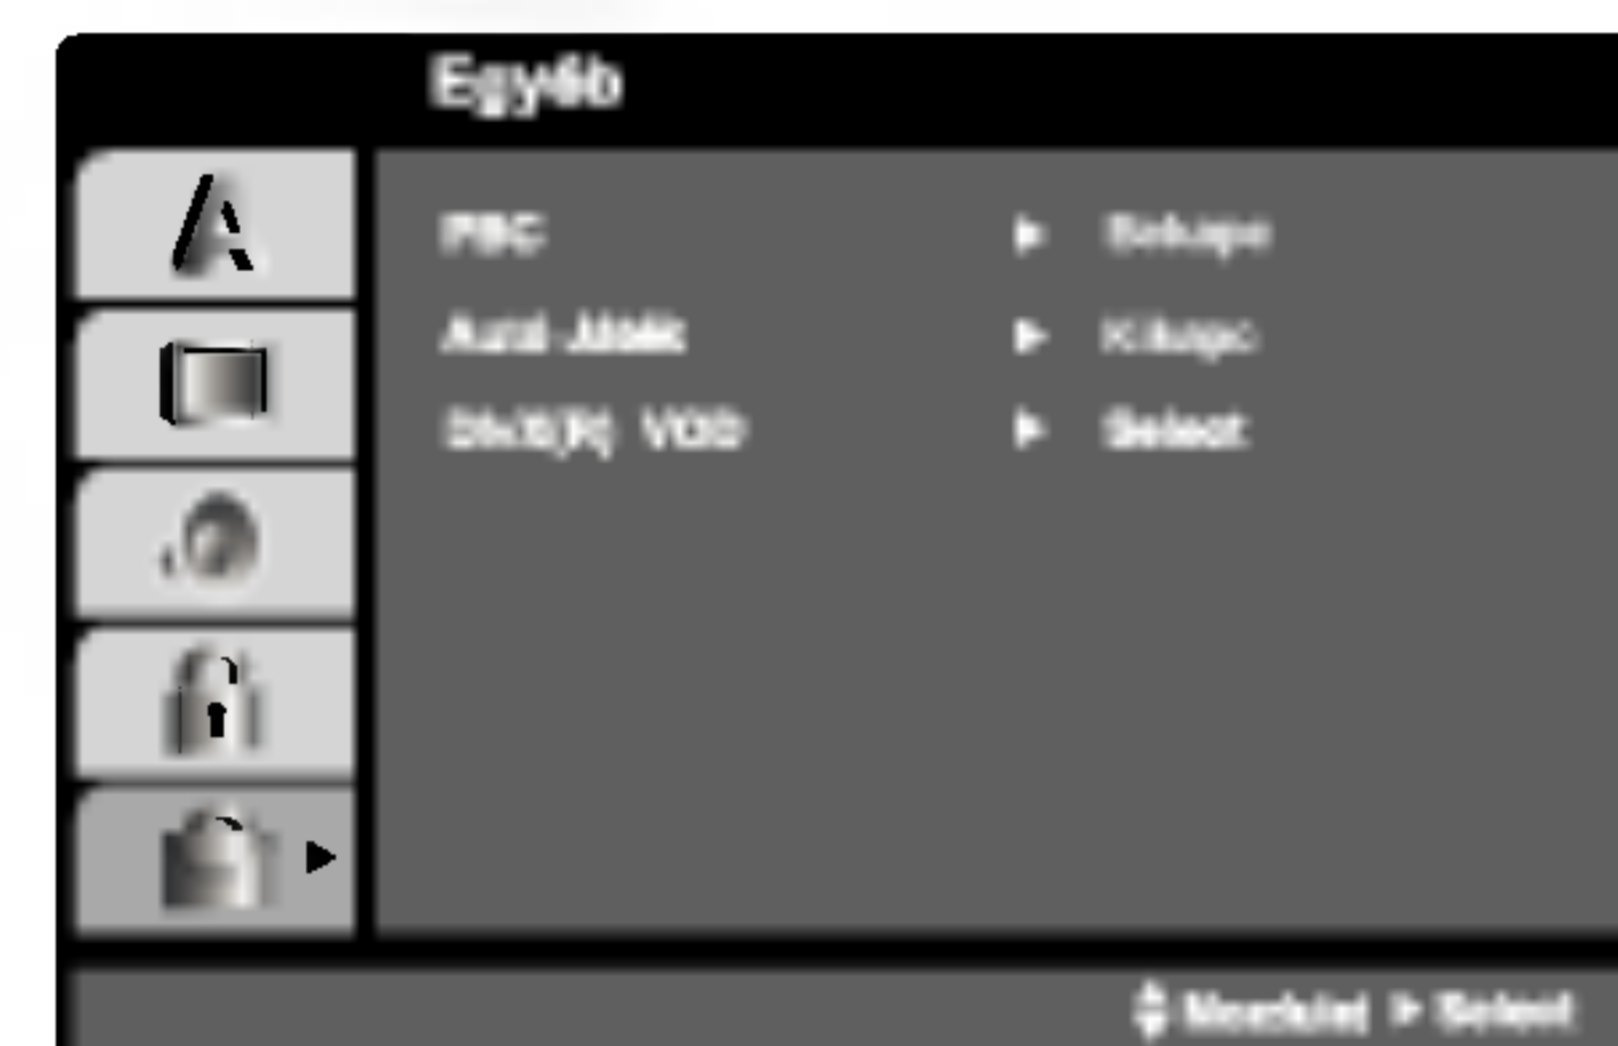 Egyéb
PBC ► Bekapc
► Kikapc
DivX(R) VOD ► Select
► Select